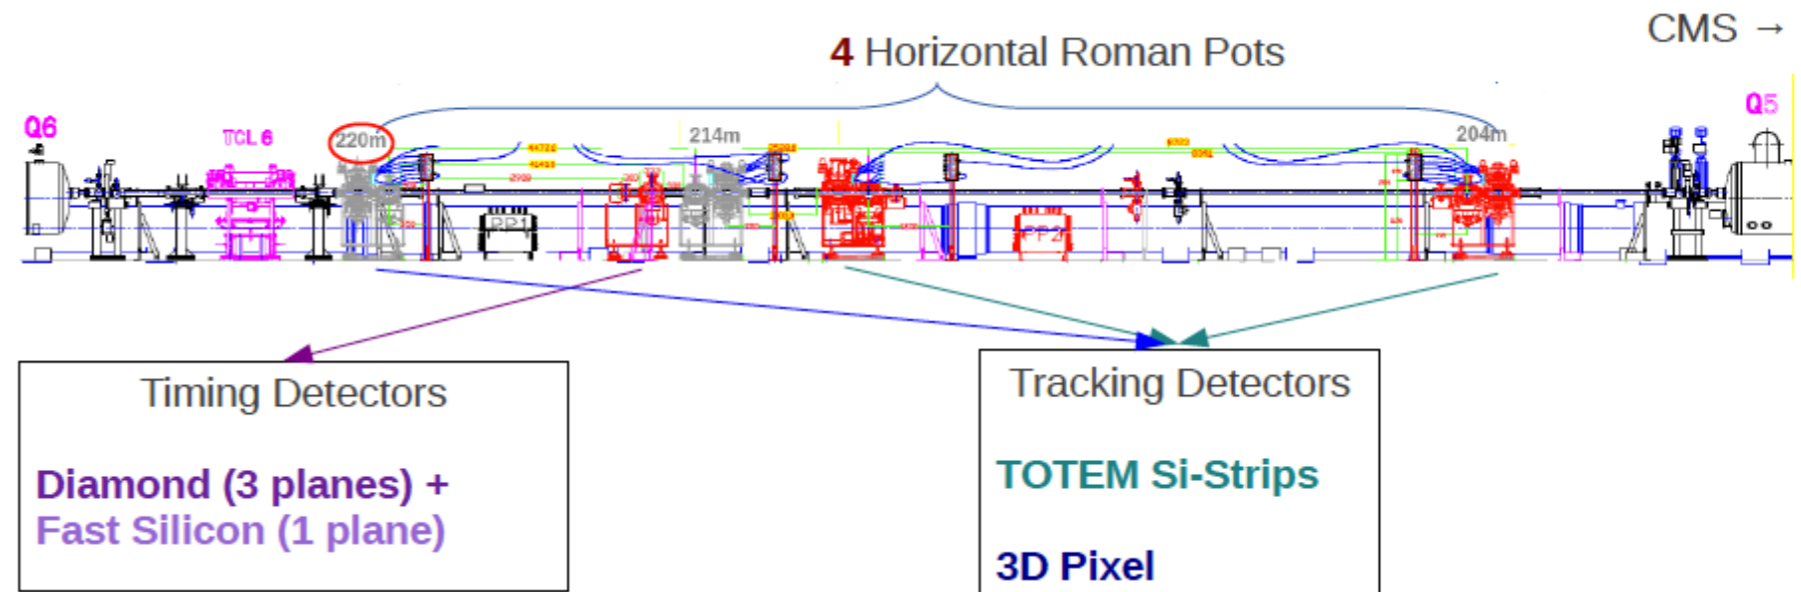 CMS →
4 Horizontal Roman Pots
Q6
TCL 6
220m
214m
204m
Q5
PP1
PP2
Timing Detectors
Diamond (3 planes) +
Fast Silicon (1 plane)
Tracking Detectors
TOTEM Si-Strips
3D Pixel